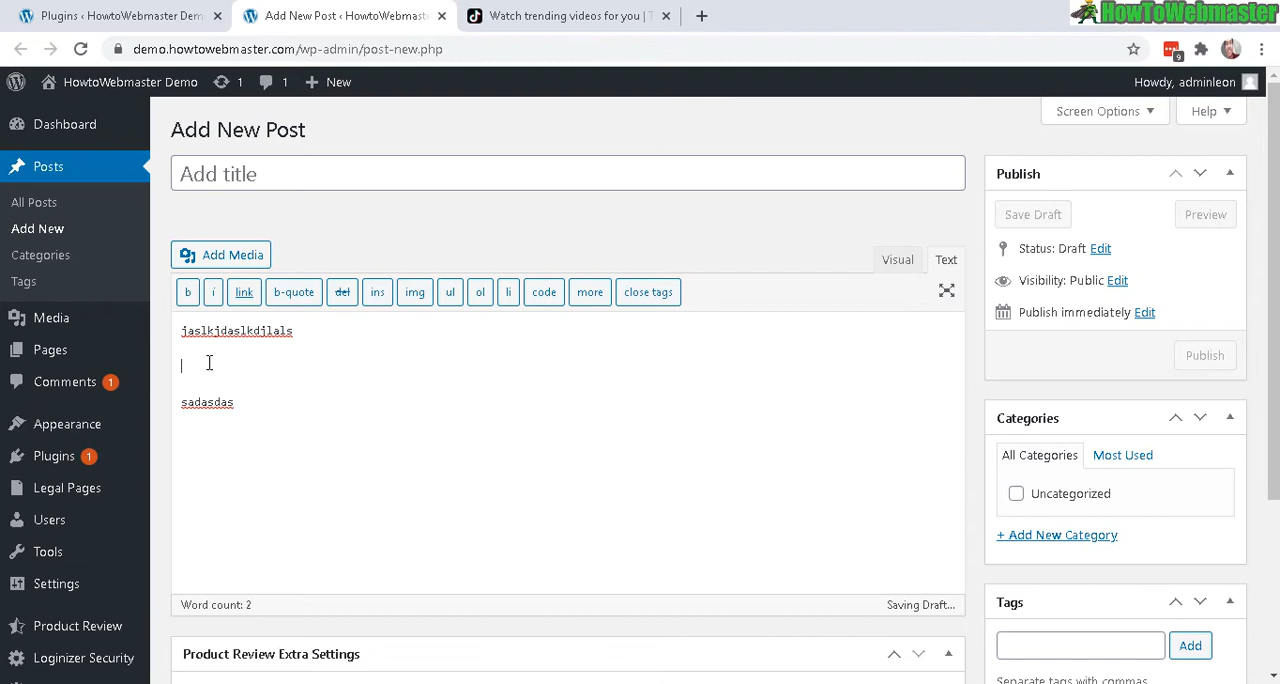 Plugins ‹ HowtoWebmaster Dem
Add New Post ‹ HowtoWebmast
Watch trending videos for you | T
HowToWebmaster
demo.howtowebmaster.com/wp-admin/post-new.php
9
HowtoWebmaster Demo
1
1
New
Howdy, adminleon
Dashboard
Posts
All Posts
Add New
Categories
Tags
Media
Pages
Comments 1
Appearance
Plugins 1
Legal Pages
Users
Tools
Settings
Product Review
Loginizer Security
Screen Options
Help
Add New Post
Add title
Add Media
Visual
Text
b
i
link
b-quote
del
ins
img
ul
ol
li
code
more
close tags
jaslkjdaslkdjlals
sadasdas
Word count: 2
Saving Draft...
Product Review Extra Settings
Publish
Save Draft
Preview
Status: Draft Edit
Visibility: Public Edit
Publish immediately Edit
Publish
Categories
All Categories
Most Used
Uncategorized
+ Add New Category
Tags
Add
Separate tags with commas